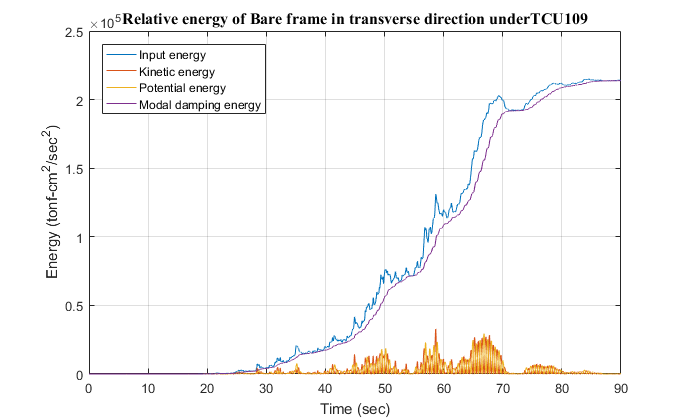 ×10^5 Relative energy of Bare frame in transverse direction underTCU109
2.5
2
1.5
1
0.5
0
Energy (tonf-cm^2/sec^2)
Input energy
Kinetic energy
Potential energy
Modal damping energy
0 10 20 30 40 50 60 70 80 90
Time (sec)